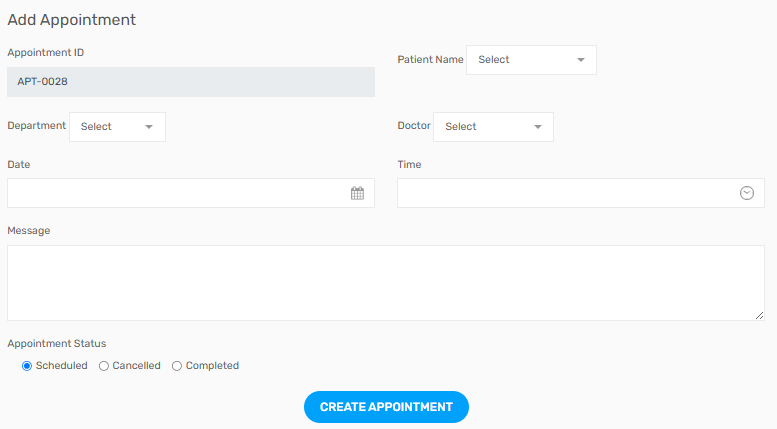 Add Appointment
Appointment ID
APT-0028
Patient Name Select
Department Select
Doctor Select
Date
Time
Message
Appointment Status
Scheduled Cancelled Completed
CREATE APPOINTMENT